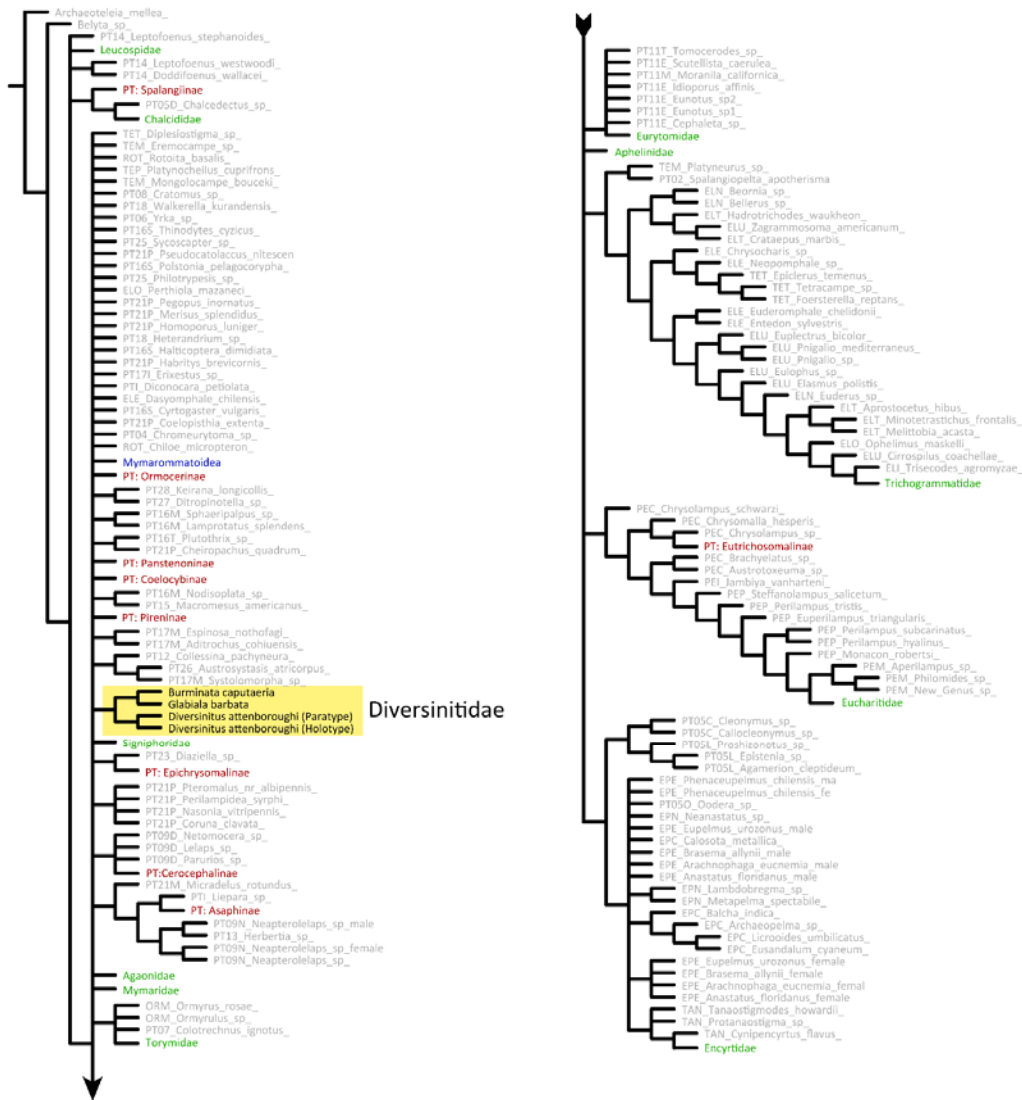 Archaeoteleia_mellea_
Belyta_sp_
PT14_Leptofoenus_stephanoides_
Leucospidae
PT14_Leptofoenus_westwoodi_
PT14_Doddifoenus_wallacei_
PT: Spalangiinae
PT05D_Chalcedectus_sp_
Chalcididae
TET_Diplesiostigma_sp_
TEM_Eremocampe_sp_
ROT_Rotoita_basalis_
TEP_Platynocheilus_cuprifrons_
TEM_Mongolocampe_bouceki_
PT08_Cratomus_sp_
PT18_Walkerella_kurandensis_
PT06_Yrka_sp_
PT16S_Thinodytes_cyzicus_
PT25_Sycoscapter_sp_
PT21P_Pseudocatolaccus_nitescen
PT16S_Polstonia_pelagocorypha_
PT25_Philotrypesis_sp_
ELO_Perthiola_mazaneci_
PT21P_Pegopus_inornatus_
PT21P_Merisus_splendidus_
PT21P_Homoporus_luniger_
PT18_Heterandrium_sp_
PT16S_Halticoptera_dimidiata_
PT21P_Habritys_brevicornis_
PT17I_Erixestus_sp_
PTI_Diconocara_petiolata_
ELE_Dasyomphale_chilensis_
PT16S_Cyrtogaster_vulgaris_
PT21P_Coelopisthia_extenta_
PT04_Chromeurytoma_sp_
ROT_Chiloe_micropteron_
Mymarommatoidea
PT: Ormocerinae
PT28_Keirana_longicollis_
PT27_Ditropinotella_sp_
PT16M_Sphaeripalpus_sp_
PT16M_Lamprotatus_splendens_
PT16T_Plutothrix_sp_
PT21P_Cheiropachus_quadrum_
PT: Panstenoninae
PT: Coelocybinae
PT16M_Nodisoplata_sp_
PT15_Macromesus_americanus_
PT: Pireninae
PT17M_Espinosa_nothofagi_
PT17M_Aditrochus_cohiuensis_
PT12_Collessina_pachyneura_
PT26_Austrosystasis_atricorpus_
PT17M_Systolomorpha_sp_
Burminata caputaeria
Glabiala barbata
Diversinitus attenboroughi (Paratype)
Diversinitus attenboroughi (Holotype)
Diversinitidae
Signiphoridae
PT23_Diaziella_sp_
PT: Epichrysomalinae
PT21P_Pteromalus_nr_albipennis_
PT21P_Perilampidea_syrphi_
PT21P_Nasonia_vitripennis_
PT21P_Coruna_clavata_
PT09D_Netomocera_sp_
PT09D_Lelaps_sp_
PT09D_Parurios_sp_
PT:Cerocephalinae
PT21M_Micradelus_rotundus_
PTI_Liepara_sp_
PT: Asaphinae
PT09N_Neapterolelaps_sp_male
PT13_Herbertia_sp_
PT09N_Neapterolelaps_sp_female
PT09N_Neapterolelaps_sp_
Agaonidae
Mymaridae
ORM_Ormyrus_rosae_
ORM_Ormyrulus_sp_
PT07_Colotrechnus_ignotus_
Torymidae
PT11T_Tomocerodes_sp_
PT11E_Scutellista_caerulea_
PT11M_Moranila_californica_
PT11E_Idioporus_affinis_
PT11E_Eunotus_sp2_
PT11E_Eunotus_sp1_
PT11E_Cephaleta_sp_
Eurytomidae
Aphelinidae
TEM_Platyneurus_sp_
PT02_Spalangiopelta_apotherisma
ELN_Beornia_sp_
ELN_Bellerus_sp_
ELT_Hadrotrichodes_waukheon_
ELU_Zagrammosoma_americanum_
ELT_Crataepus_marbis_
ELE_Chrysocharis_sp_
ELE_Neopomphale_sp_
TET_Epiclerus_temenus_
TET_Tetracampe_sp_
TET_Foersterella_reptans_
ELE_Euderomphale_chelidonii_
ELE_Entedon_sylvestris_
ELU_Euplectrus_bicolor_
ELU_Pnigalio_mediterraneus_
ELU_Pnigalio_sp_
ELU_Eulophus_sp_
ELU_Elasmus_polistis_
ELN_Euderus_sp_
ELT_Aprostocetus_hibus_
ELT_Minotetrastichus_frontalis_
ELT_Melittobia_acasta_
ELO_Ophelimus_maskelli_
ELU_Cirrospilus_coachellae_
ELI_Trisecodes_agromyzae_
Trichogrammatidae
PEC_Chrysolampus_schwarzi_
PEC_Chrysomalla_hesperis_
PEC_Chrysolampus_sp_
PT: Eutrichosomalinae
PEC_Brachyelatus_sp_
PEC_Austrotoxeuma_sp_
PEI_Jambiya_vanharteni_
PEP_Steffanolampus_salicetum_
PEP_Perilampus_tristis_
PEP_Euperilampus_triangularis_
PEP_Perilampus_subcarinatus_
PEP_Perilampus_hyalinus_
PEP_Monacon_robertsi_
PEM_Aperilampus_sp_
PEM_Philomides_sp_
PEM_New_Genus_sp_
Eucharitidae
PT05C_Cleonymus_sp_
PT05C_Callocleonymus_sp_
PT05L_Proshizonotus_sp_
PT05L_Epistenia_sp_
PT05L_Agamerion_cleptideum_
EPE_Phenaceupelmus_chilensis_ma
EPE_Phenaceupelmus_chilensis_fe
PT05O_Oodera_sp_
EPN_Neanastatus_sp_
EPE_Eupelmus_urozonus_male
EPC_Calosota_metallica_
EPE_Brasema_allynii_male
EPE_Arachnophaga_eucnemia_male
EPE_Anastatus_floridanus_male
EPN_Lambdobregma_sp_
EPN_Metapelma_spectabile_
EPC_Balcha_indica_
EPC_Archaeopelma_sp_
EPC_Licrooides_umbilicatus_
EPC_Eusandalum_cyaneum_
EPE_Eupelmus_urozonus_female
EPE_Brasema_allynii_female
EPE_Arachnophaga_eucnemia_femal
EPE_Anastatus_floridanus_female
TAN_Tanaostigmodes_howardii_
TAN_Protanaostigma_sp_
TAN_Cynipencyrtus_flavus_
Encyrtidae